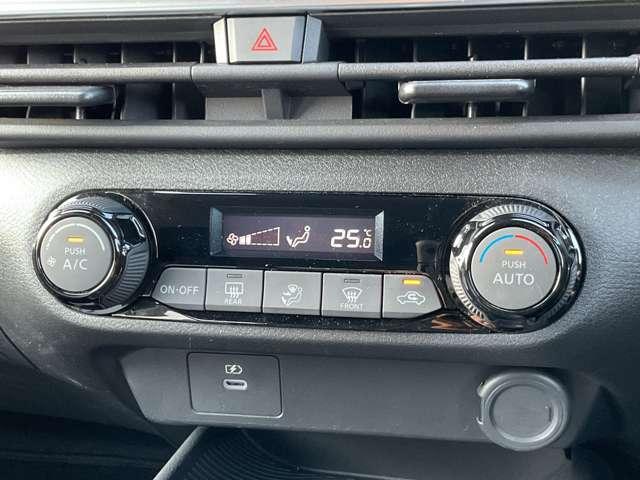 25.0 °C
PUSH
A/C
PUSH
AUTO
ON·OFF
REAR
FRONT